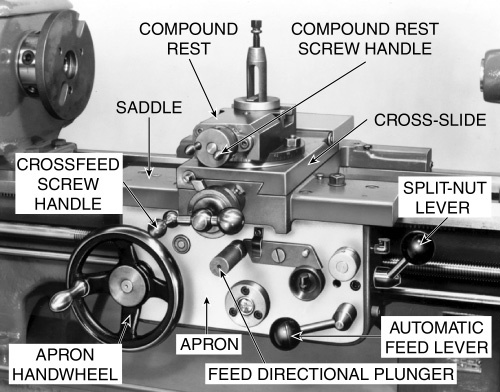 COMPOUND
REST
COMPOUND REST
SCREW HANDLE
SADDLE
CROSS-SLIDE
CROSSFEED
SCREW
HANDLE
SPLIT-NUT
LEVER
APRON
HANDWHEEL
APRON
AUTOMATIC
FEED LEVER
FEED DIRECTIONAL PLUNGER